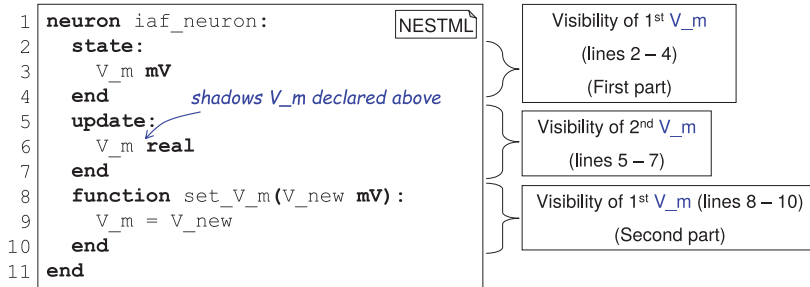 1 neuron iaf_neuron:
NESTML
2 state:
3 V_m mV
4 end
shadows V_m declared above
5 update:
6 V_m real
7 end
8 function set_V_m(V_new mV):
9 V_m = V_new
10 end
11 end
Visibility of 1st V_m
(lines 2 – 4)
(First part)
Visibility of 2nd V_m
(lines 5 – 7)
Visibility of 1st V_m (lines 8 – 10)
(Second part)